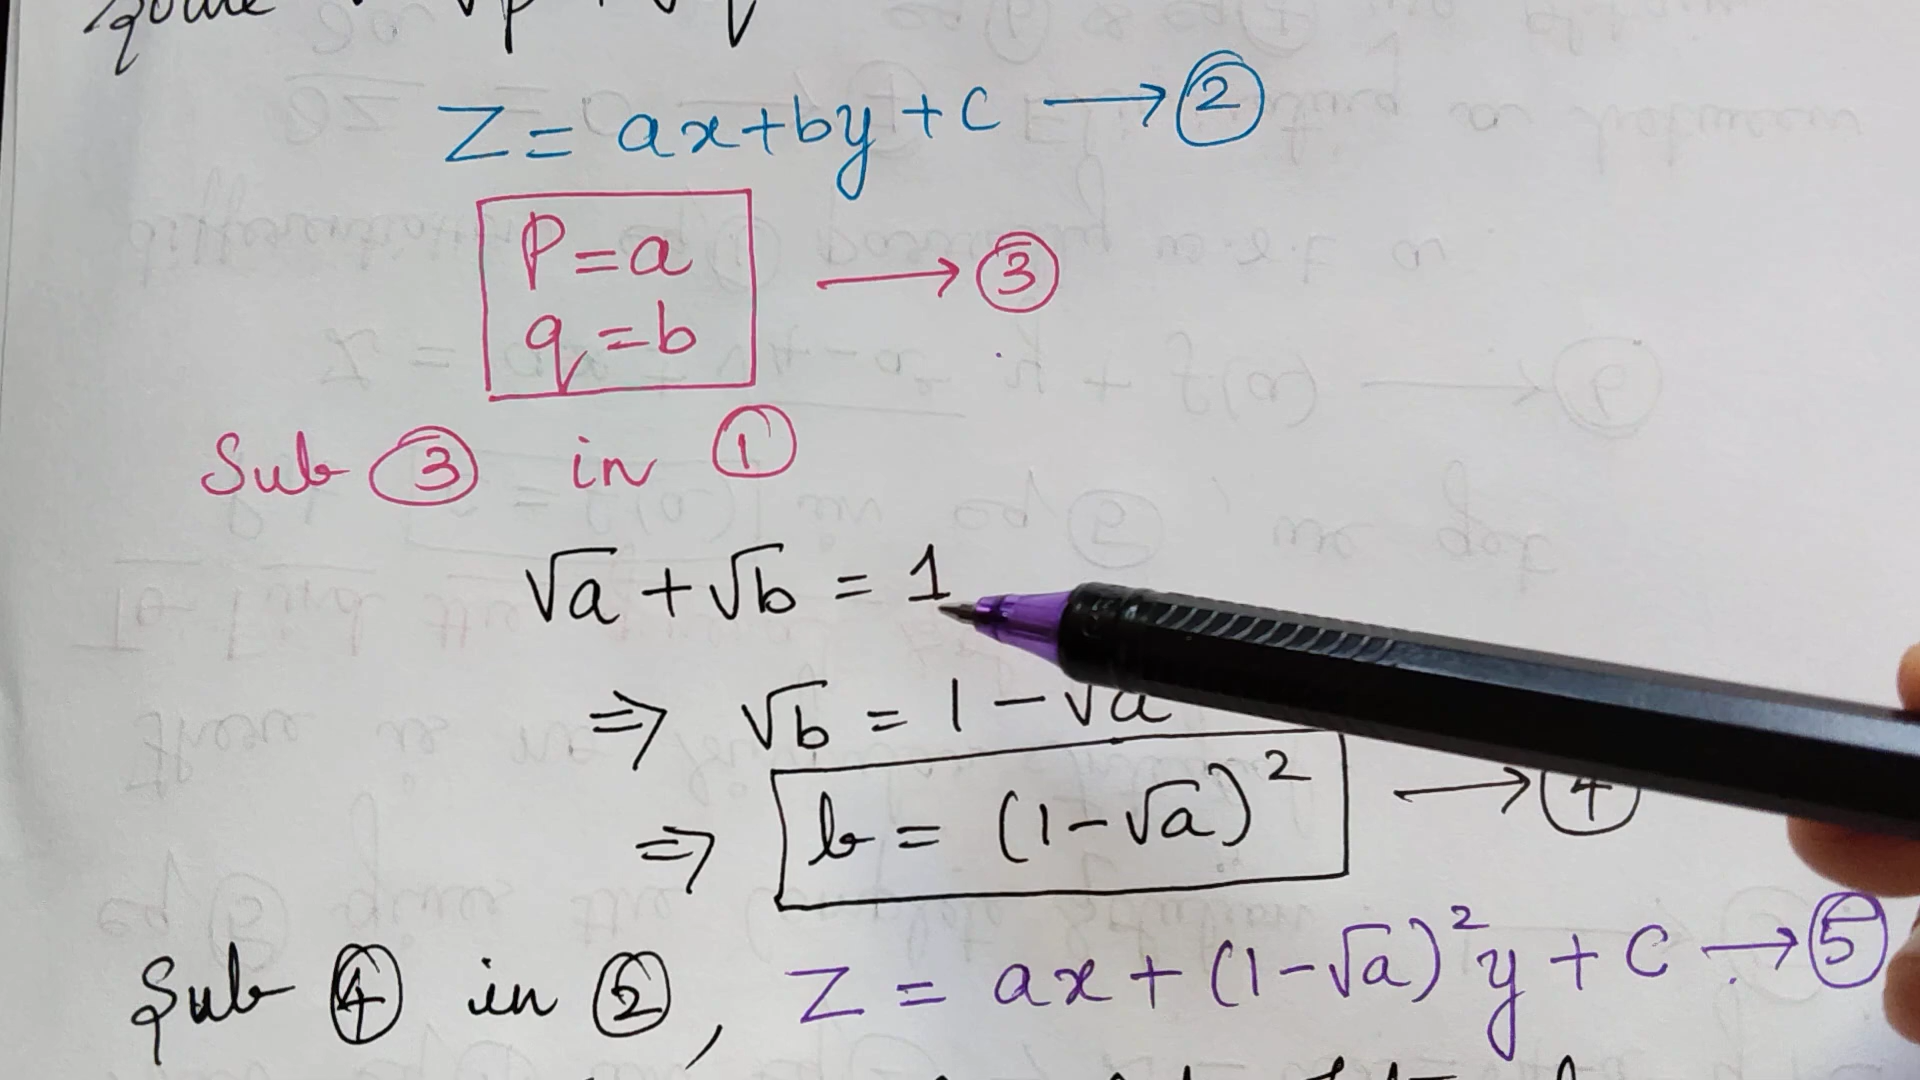 Z = ax + by + c → ②
p = a
q = b → ③
Sub ③ in ①
√a + √b = 1
⇒ √b = 1 - √a
⇒ b = (1 - √a)² → ④
Sub ④ in ②, Z = ax + (1 - √a)² y + c → ⑤